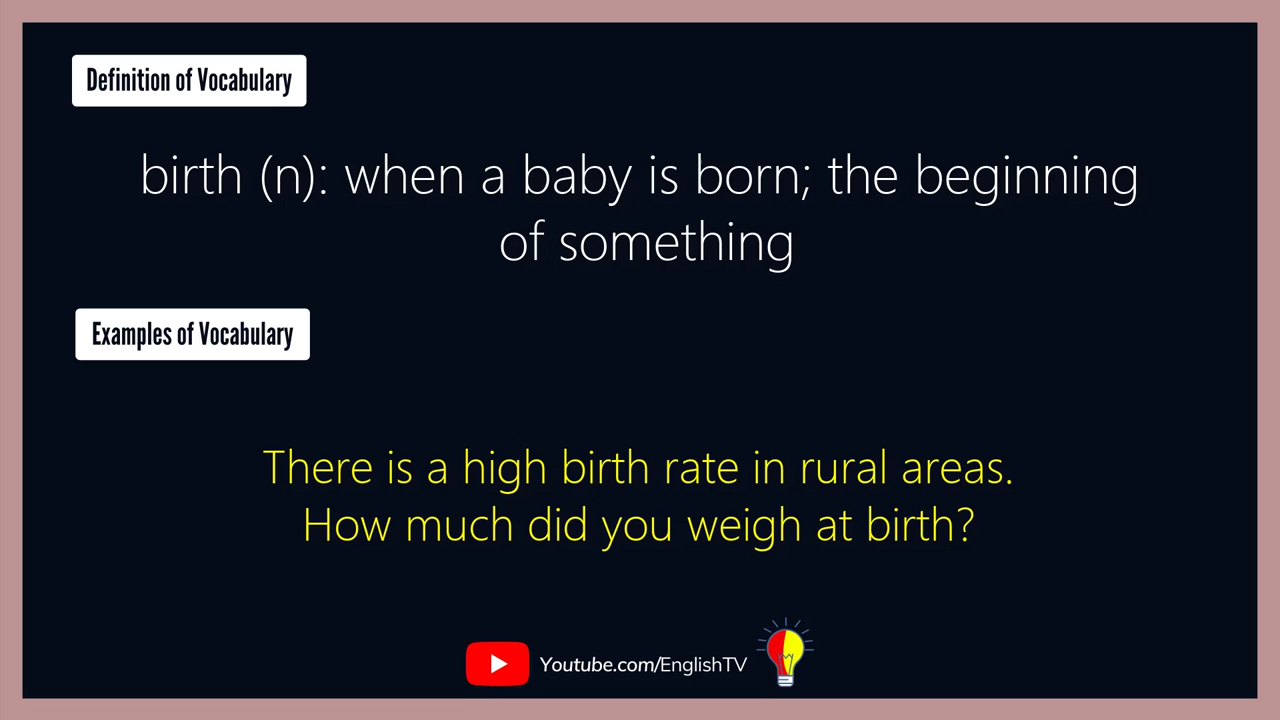 Definition of Vocabulary
birth (n): when a baby is born; the beginning
of something
Examples of Vocabulary
There is a high birth rate in rural areas.
How much did you weigh at birth?
Youtube.com/EnglishTV